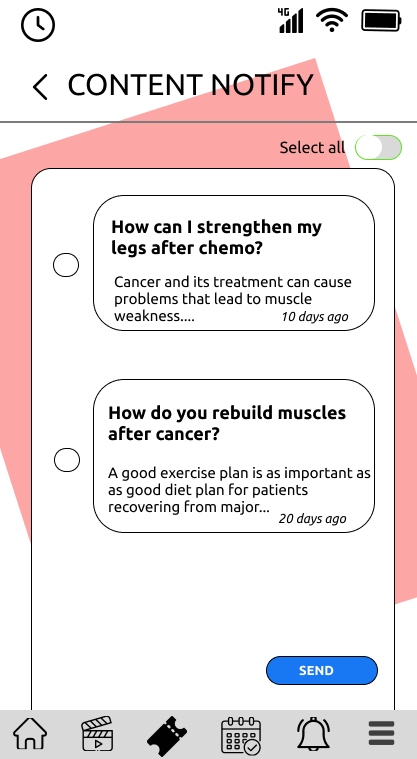 4G
CONTENT NOTIFY
Select all
How can I strengthen my
legs after chemo?
Cancer and its treatment can cause
problems that lead to muscle
weakness....
10 days ago
How do you rebuild muscles
after cancer?
A good exercise plan is as important as
as good diet plan for patients
recovering from major...
20 days ago
SEND